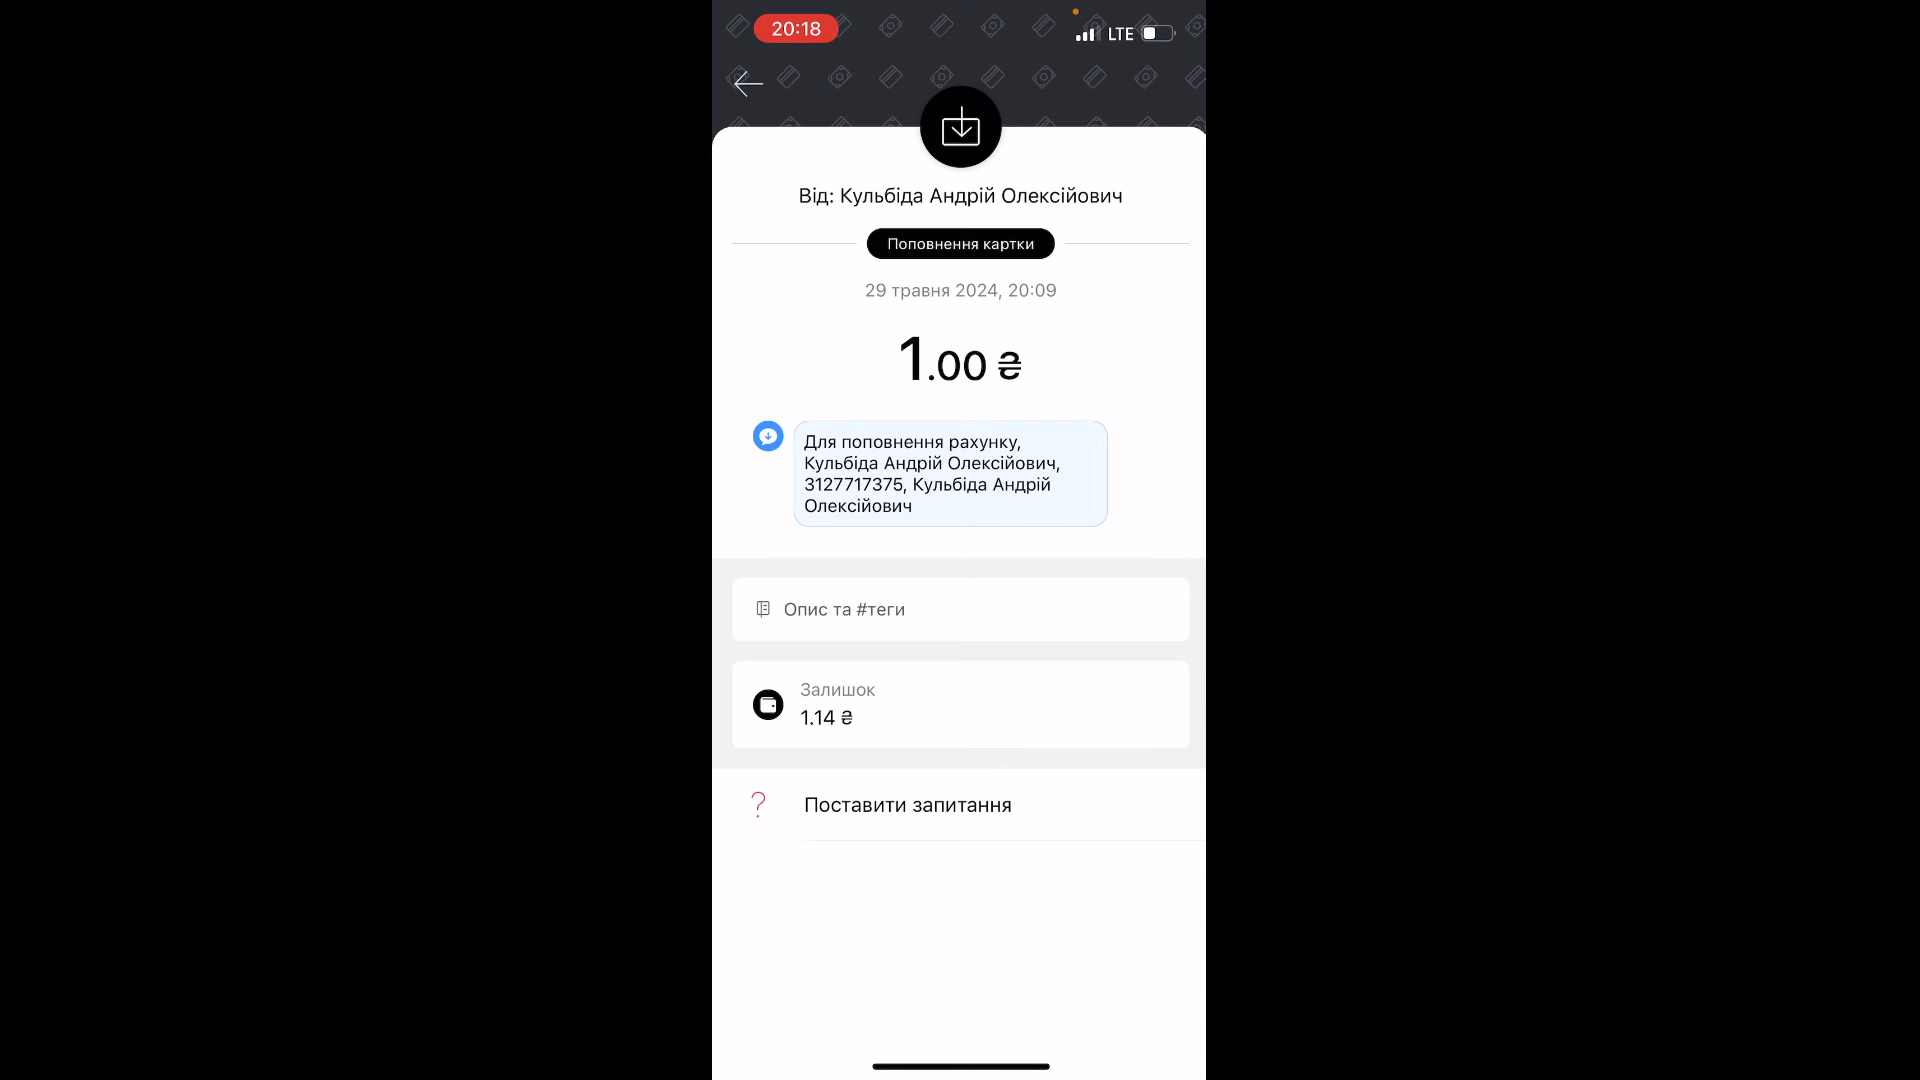 20:18
LTE
Від: Кульбіда Андрій Олексійович
Поповнення картки
29 травня 2024, 20:09
1.00 ₴
Для поповнення рахунку,
Кульбіда Андрій Олексійович,
3127717375, Кульбіда Андрій
Олексійович
Опис та #теги
Залишок
1.14 ₴
Поставити запитання